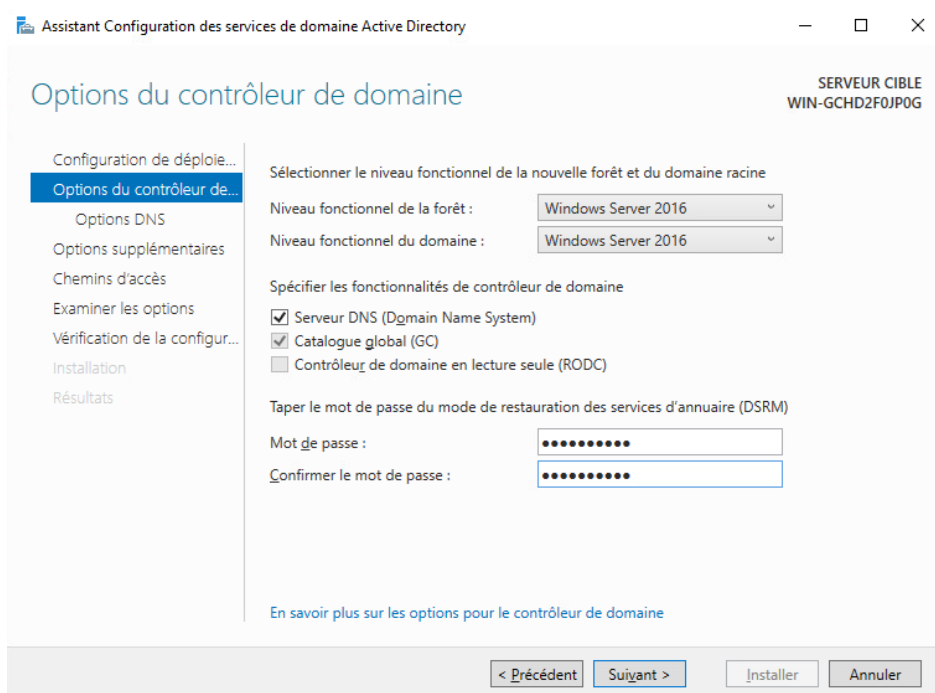 Assistant Configuration des services de domaine Active Directory
Options du contrôleur de domaine
SERVEUR CIBLE
WIN-GCHD2F0JP0G
Configuration de déploie...
Options du contrôleur de...
Options DNS
Options supplémentaires
Chemins d'accès
Examiner les options
Vérification de la configur...
Installation
Résultats
Sélectionner le niveau fonctionnel de la nouvelle forêt et du domaine racine
Niveau fonctionnel de la forêt : Windows Server 2016
Niveau fonctionnel du domaine : Windows Server 2016
Spécifier les fonctionnalités de contrôleur de domaine
Serveur DNS (Domain Name System)
Catalogue global (GC)
Contrôleur de domaine en lecture seule (RODC)
Taper le mot de passe du mode de restauration des services d'annuaire (DSRM)
Mot de passe : ●●●●●●●●●●
Confirmer le mot de passe : ●●●●●●●●●●
En savoir plus sur les options pour le contrôleur de domaine
< Précédent Suivant > Installer Annuler